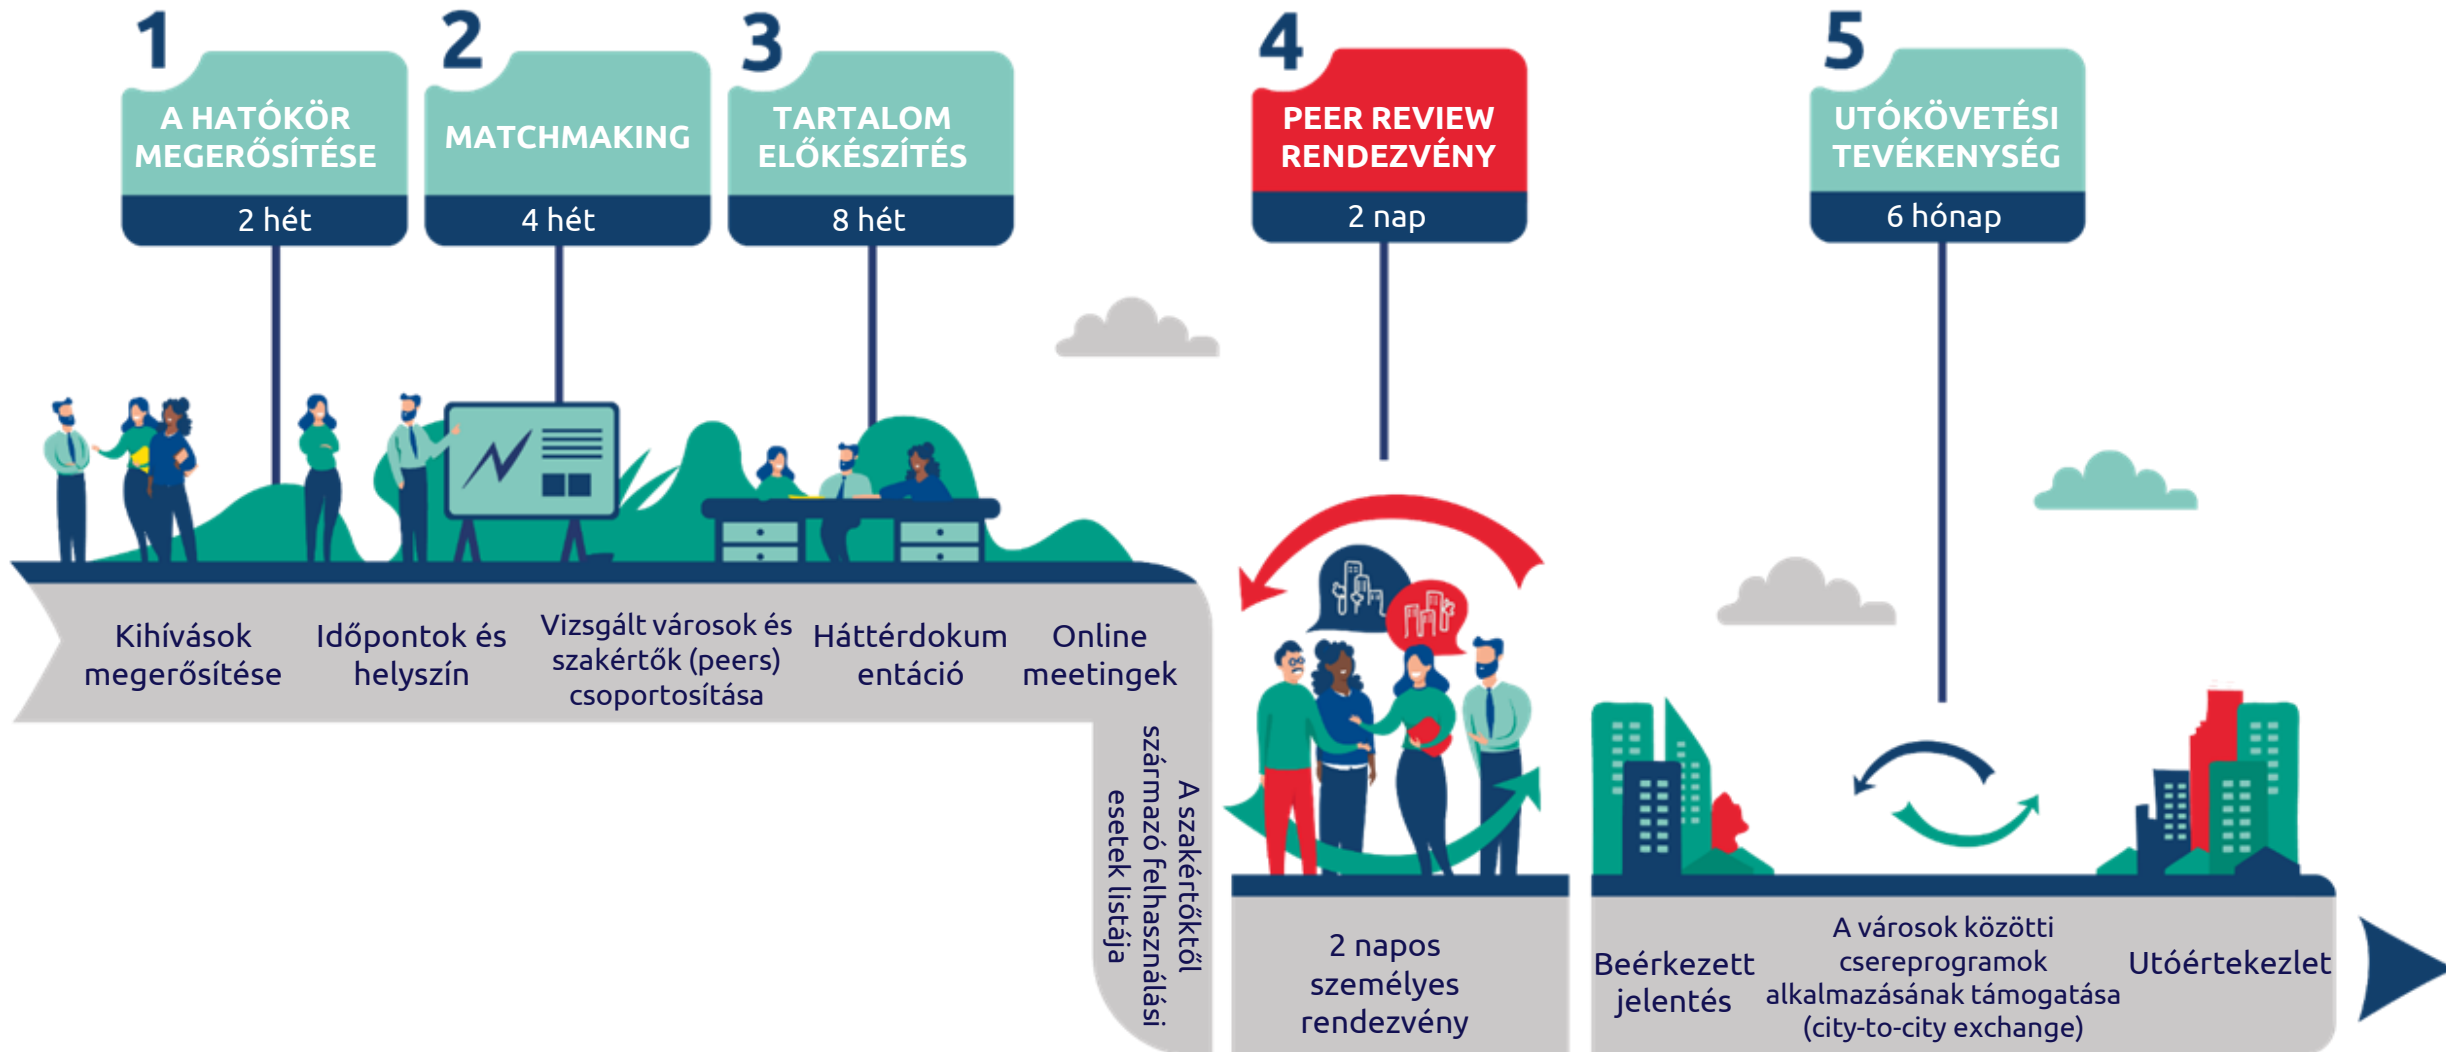 1
A HATÓKÖR
MEGERŐSÍTÉSE
2 hét
2
MATCHMAKING
4 hét
3
TARTALOM
ELŐKÉSZÍTÉS
8 hét
4
PEER REVIEW
RENDEZVÉNY
2 nap
5
UTÓKÖVETÉSI
TEVÉKENYSÉG
6 hónap
Kihívások
megerősítése
Időpontok és
helyszín
Vizsgált városok és
szakértők (peers)
csoportosítása
Háttérdokum
entáció
Online
meetingek
A szakértőktől
származó felhasználási
esetek listája
2 napos
személyes
rendezvény
Beérkezett
jelentés
A városok közötti
csereprogramok
alkalmazásának támogatása
(city-to-city exchange)
Utóértekezlet